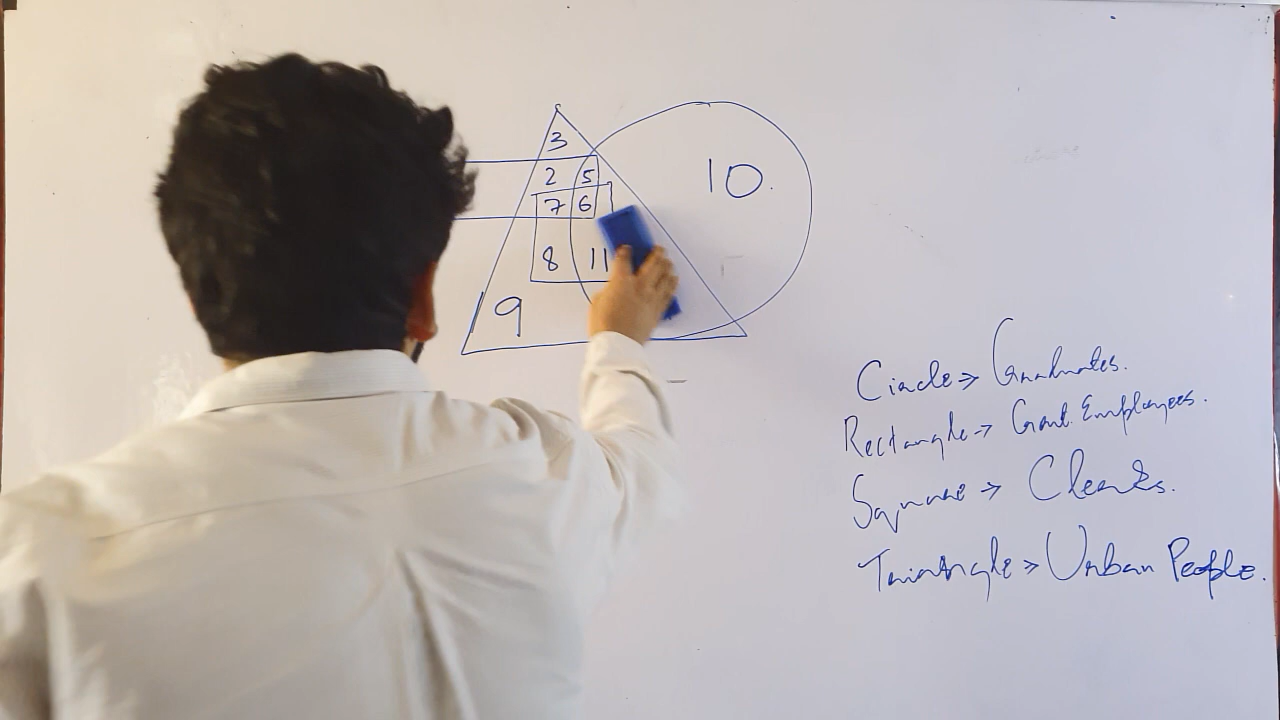 3
2 5
7 6
10
8 11
9
Circle → Graduates.
Rectangle → Govt. Employees.
Square → Clerks.
Triangle → Urban People.